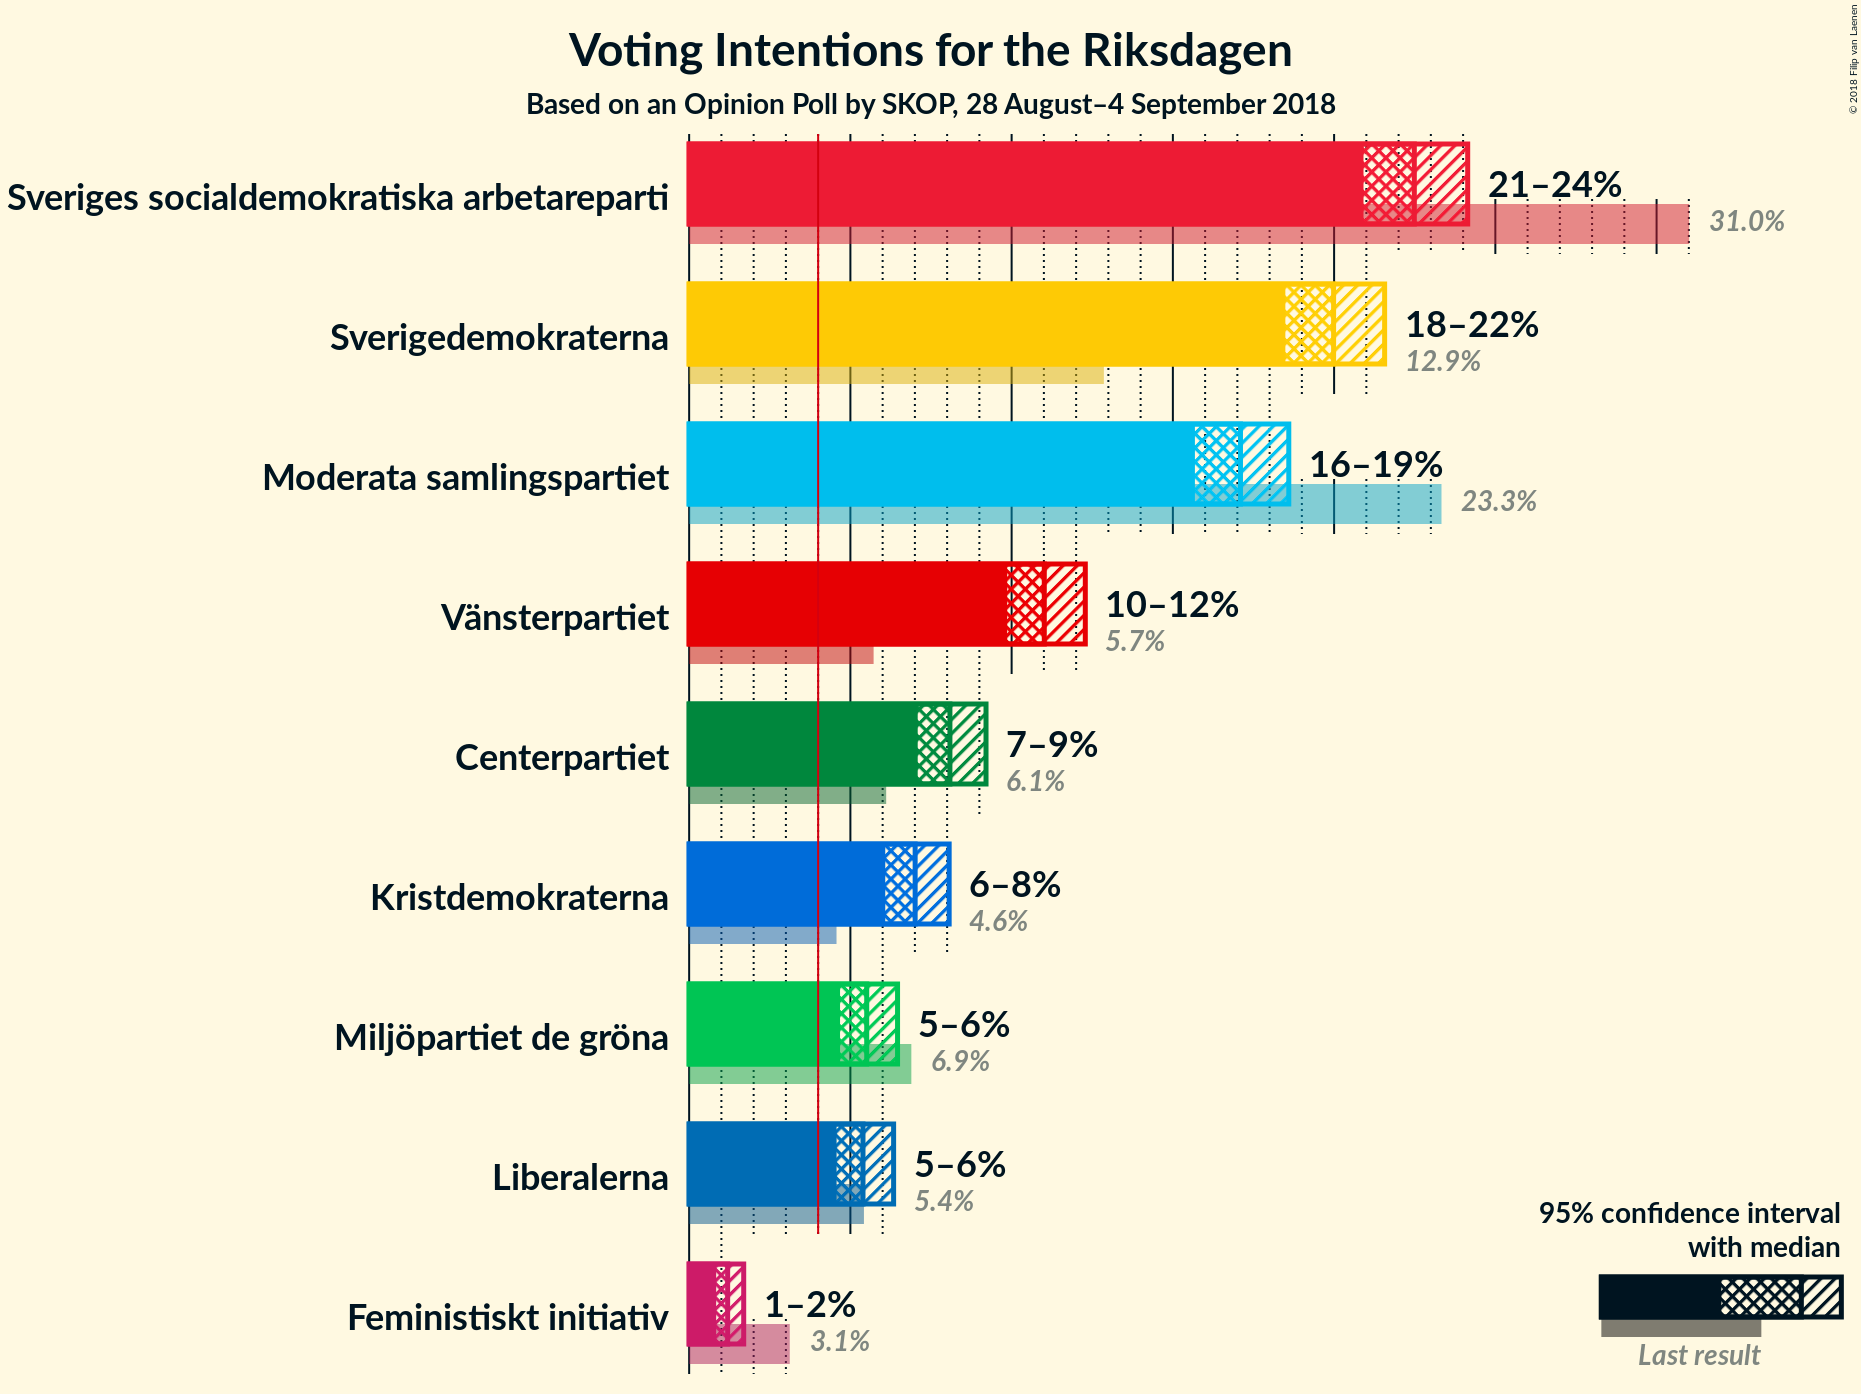 Voting Intentions for the Riksdagen
Based on an Opinion Poll by SKOP, 28 August–4 September 2018
© 2018 Filip van Laenen
Sveriges socialdemokratiska arbetareparti
21–24%
31.0%
Sverigedemokraterna
18–22%
12.9%
Moderata samlingspartiet
16–19%
23.3%
Vänsterpartiet
10–12%
5.7%
Centerpartiet
7–9%
6.1%
Kristdemokraterna
6–8%
4.6%
Miljöpartiet de gröna
5–6%
6.9%
Liberalerna
5–6%
5.4%
Feministiskt initiativ
1–2%
3.1%
95% confidence interval
with median
Last result